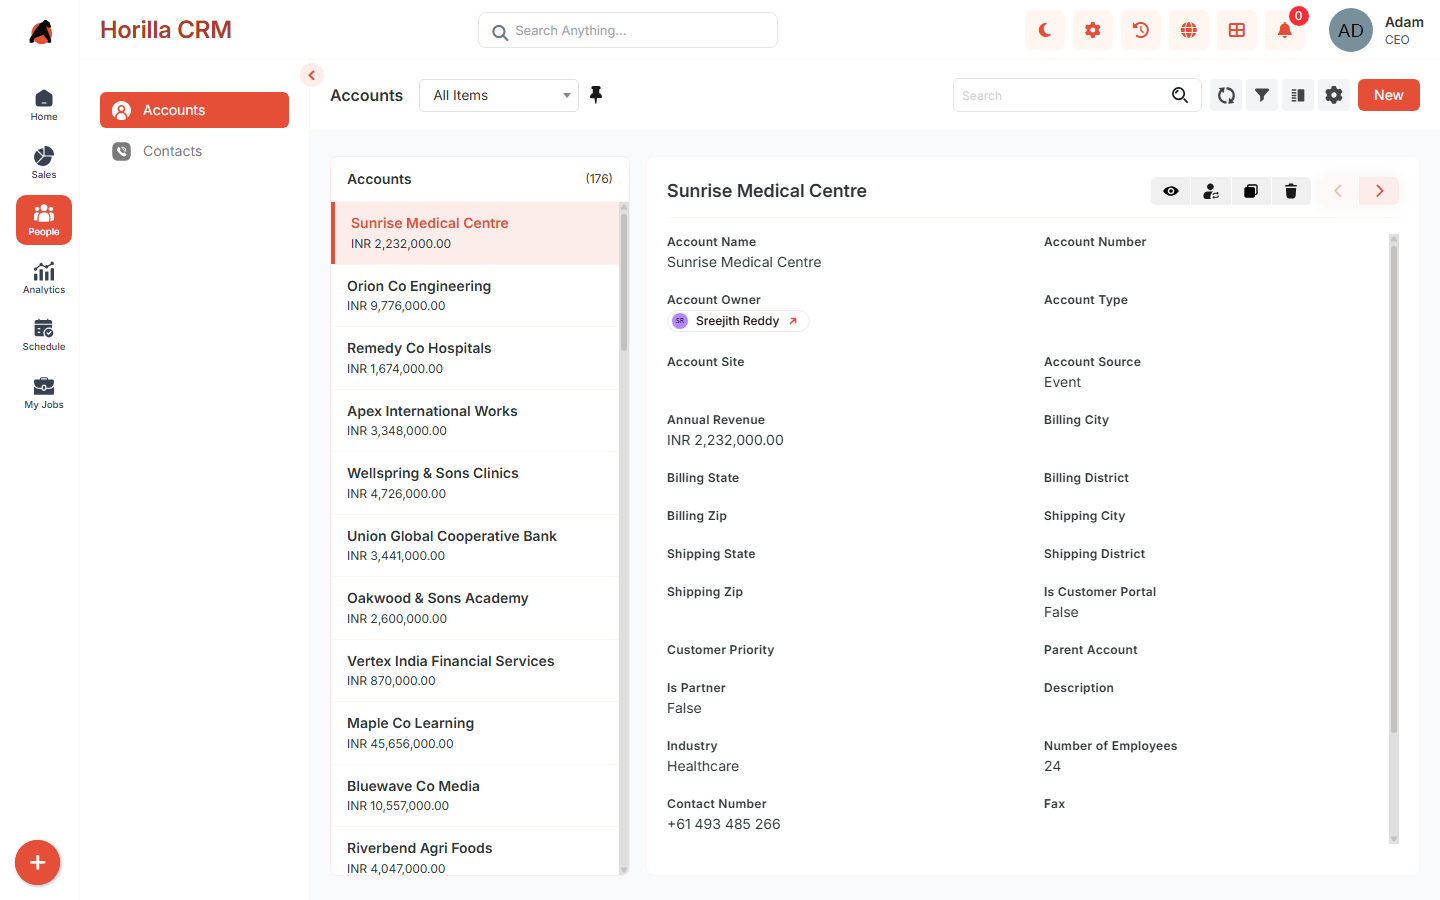 Horilla CRM
Search Anything...
0
AD
Adam
CEO
Home
Sales
People
Analytics
Schedule
My Jobs
Accounts
Contacts
Accounts
All Items
Search
New
Accounts
(176)
Sunrise Medical Centre
INR 2,232,000.00
Orion Co Engineering
INR 9,776,000.00
Remedy Co Hospitals
INR 1,674,000.00
Apex International Works
INR 3,348,000.00
Wellspring & Sons Clinics
INR 4,726,000.00
Union Global Cooperative Bank
INR 3,441,000.00
Oakwood & Sons Academy
INR 2,600,000.00
Vertex India Financial Services
INR 870,000.00
Maple Co Learning
INR 45,656,000.00
Bluewave Co Media
INR 10,557,000.00
Riverbend Agri Foods
INR 4,047,000.00
Sunrise Medical Centre
Account Name
Sunrise Medical Centre
Account Number
Account Owner
SR Sreejith Reddy
Account Type
Account Site
Account Source
Event
Annual Revenue
INR 2,232,000.00
Billing City
Billing State
Billing District
Billing Zip
Shipping City
Shipping State
Shipping District
Shipping Zip
Is Customer Portal
False
Customer Priority
Parent Account
Is Partner
False
Description
Industry
Healthcare
Number of Employees
24
Contact Number
+61 493 485 266
Fax